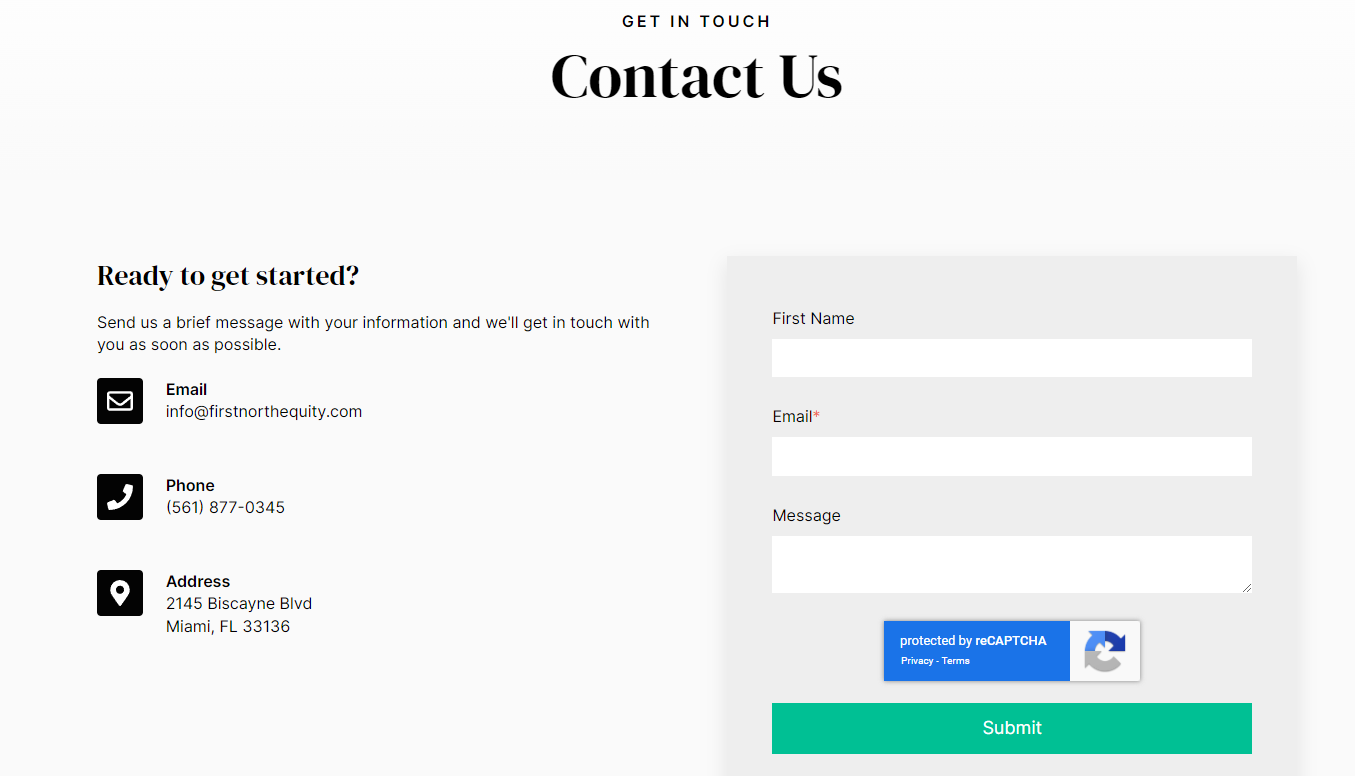 GET IN TOUCH
Contact Us
Ready to get started?
Send us a brief message with your information and we'll get in touch with
you as soon as possible.
Email
info@firstnorthequity.com
Phone
(561) 877-0345
Address
2145 Biscayne Blvd
Miami, FL 33136
First Name
Email*
Message
protected by reCAPTCHA
Privacy - Terms
Submit